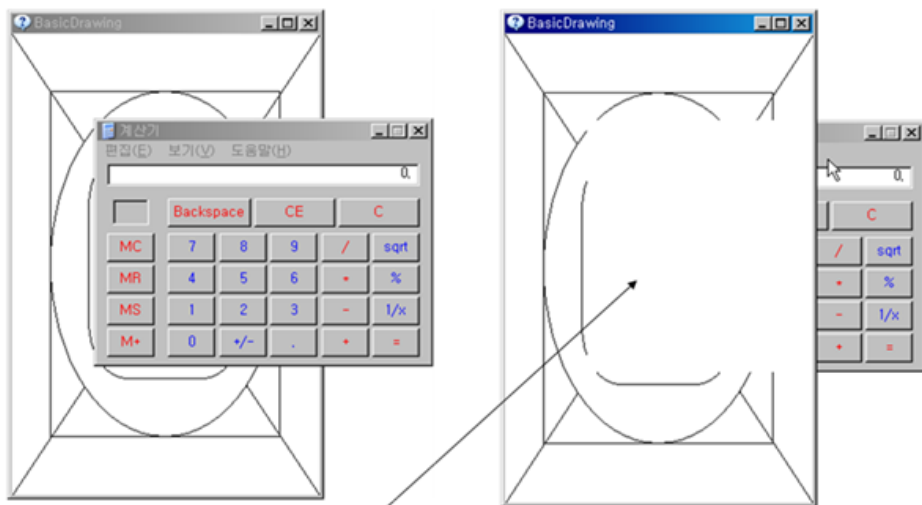 BasicDrawing
계산기
편집(E) 보기(V) 도움말(H)
0.
Backspace CE C
MC 7 8 9 / sqrt
MR 4 5 6 * %
MS 1 2 3 - 1/x
M+ 0 +/- . + =
BasicDrawing
0.
C
/ sqrt
* %
- 1/x
+ =